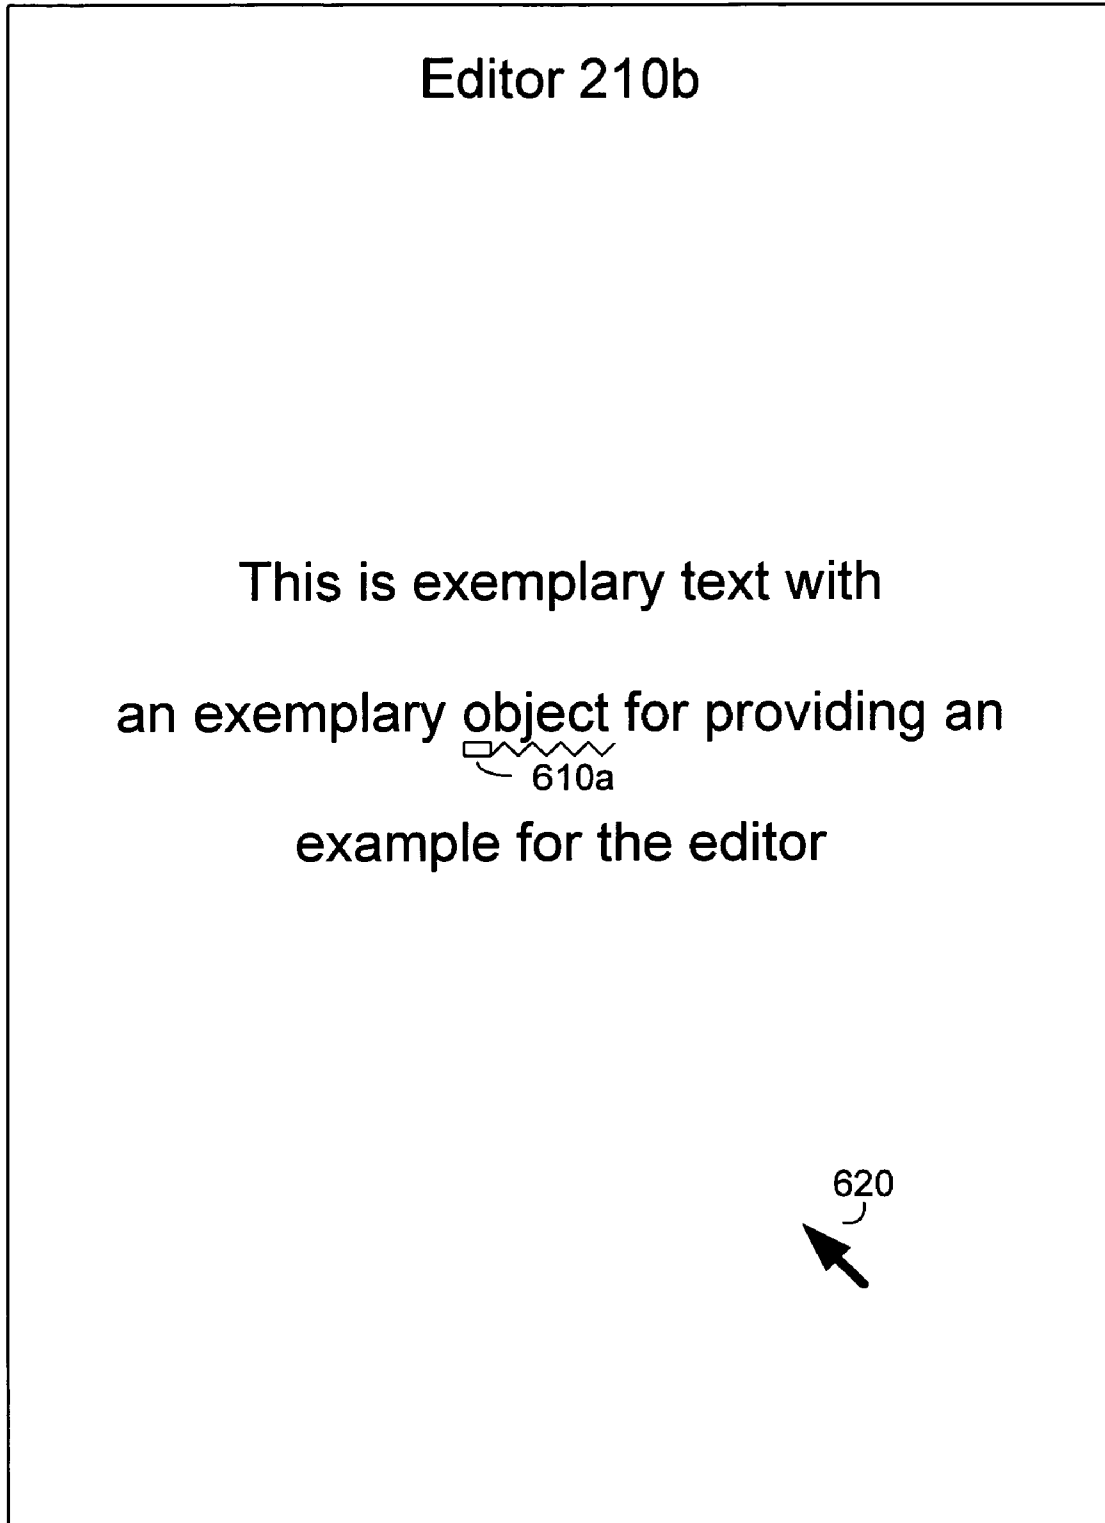 Editor 210b
This is exemplary text with
an exemplary object for providing an
610a
example for the editor
620